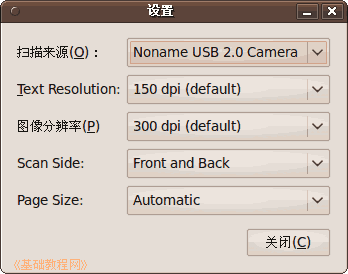 设置
扫描来源(O)： Noname USB 2.0 Camera
Text Resolution: 150 dpi (default)
图像分辨率(P) 300 dpi (default)
Scan Side: Front and Back
Page Size: Automatic
关闭(C)
《基础教程网》